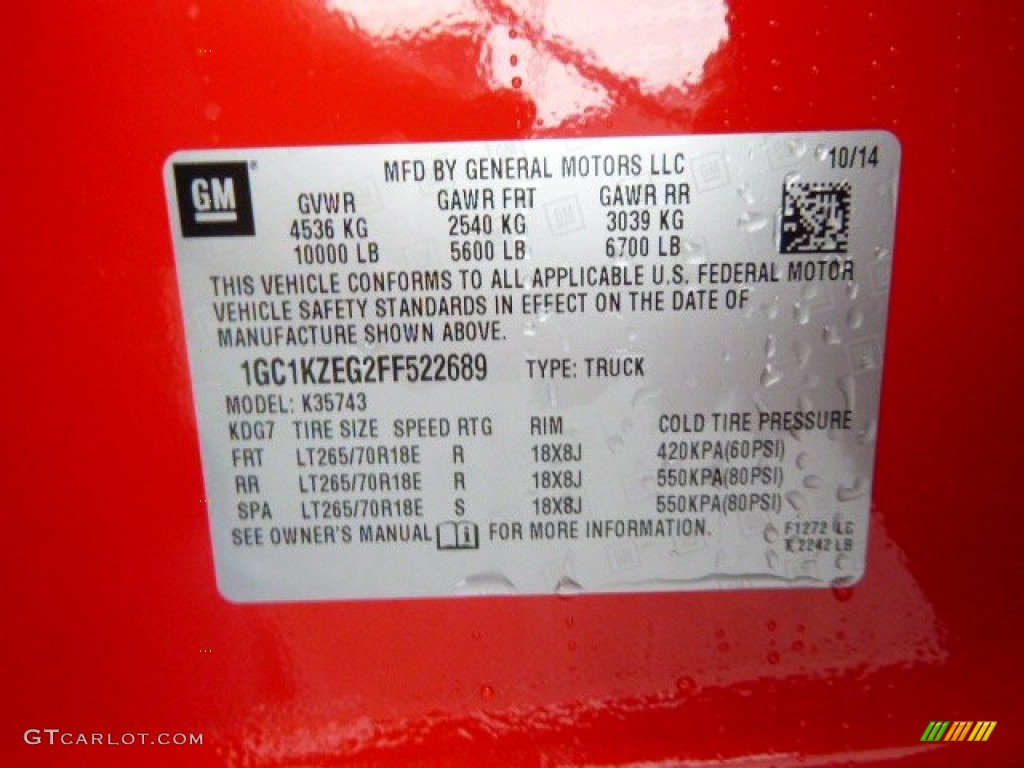 GM ®
MFD BY GENERAL MOTORS LLC 10/14
GVWR GAWR FRT GAWR RR
4536 KG 2540 KG 3039 KG
10000 LB 5600 LB 6700 LB
THIS VEHICLE CONFORMS TO ALL APPLICABLE U.S. FEDERAL MOTOR
VEHICLE SAFETY STANDARDS IN EFFECT ON THE DATE OF
MANUFACTURE SHOWN ABOVE.
1GC1KZEG2FF522689 TYPE: TRUCK
MODEL: K35743
KDG7 TIRE SIZE SPEED RTG RIM COLD TIRE PRESSURE
FRT LT265/70R18E R 18X8J 420KPA(60PSI)
RR LT265/70R18E R 18X8J 550KPA(80PSI)
SPA LT265/70R18E S 18X8J 550KPA(80PSI)
SEE OWNER'S MANUAL FOR MORE INFORMATION.
F1272 LG
2242 LB
GTCARLOT.COM